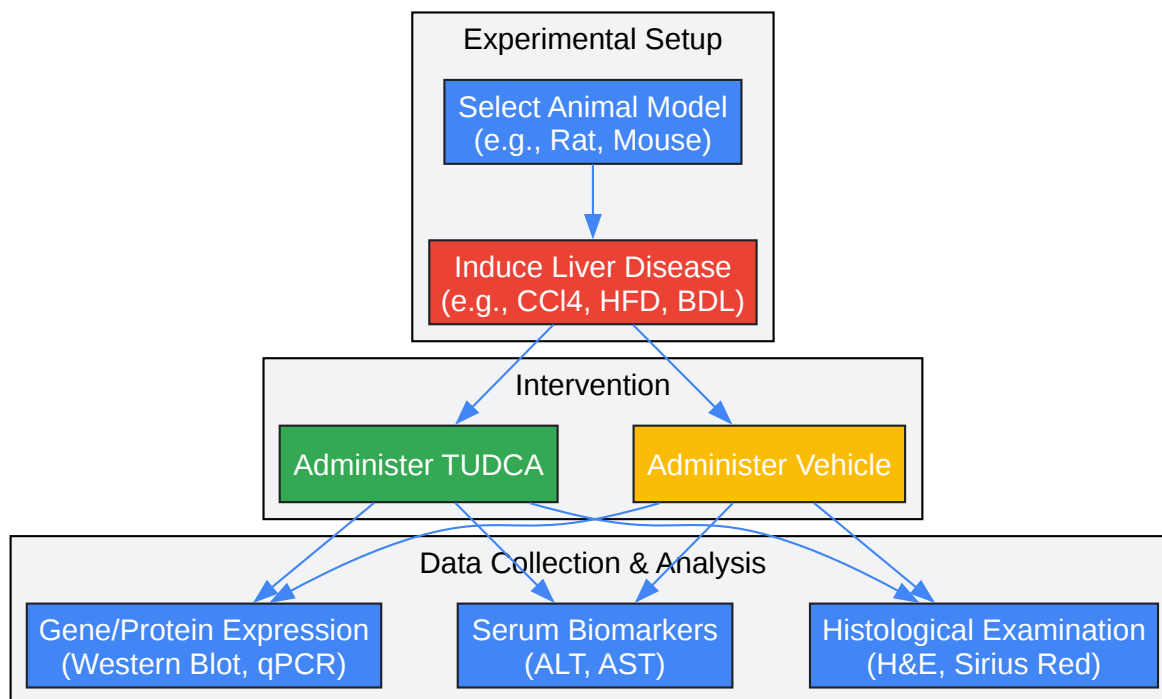 Experimental Setup
Select Animal Model
(e.g., Rat, Mouse)
Induce Liver Disease
(e.g., CCl4, HFD, BDL)
Intervention
Administer TUDCA
Administer Vehicle
Data Collection & Analysis
Gene/Protein Expression
(Western Blot, qPCR)
Serum Biomarkers
(ALT, AST)
Histological Examination
(H&E, Sirius Red)